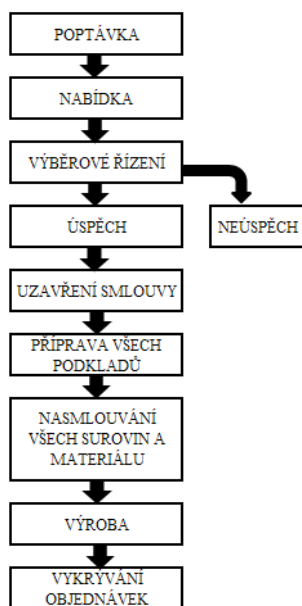 POPTÁVKA
NABÍDKA
VÝBĚROVÉ ŘÍZENÍ
ÚSPĚCH
NEÚSPĚCH
UZAVŘENÍ SMLOUVY
PŘÍPRAVA VŠECH
PODKLADŮ
NASMLOUVÁNÍ
VŠECH SUROVIN A
MATERIÁLU
VÝROBA
VYKRÝVÁNÍ
OBJEDNÁVEK